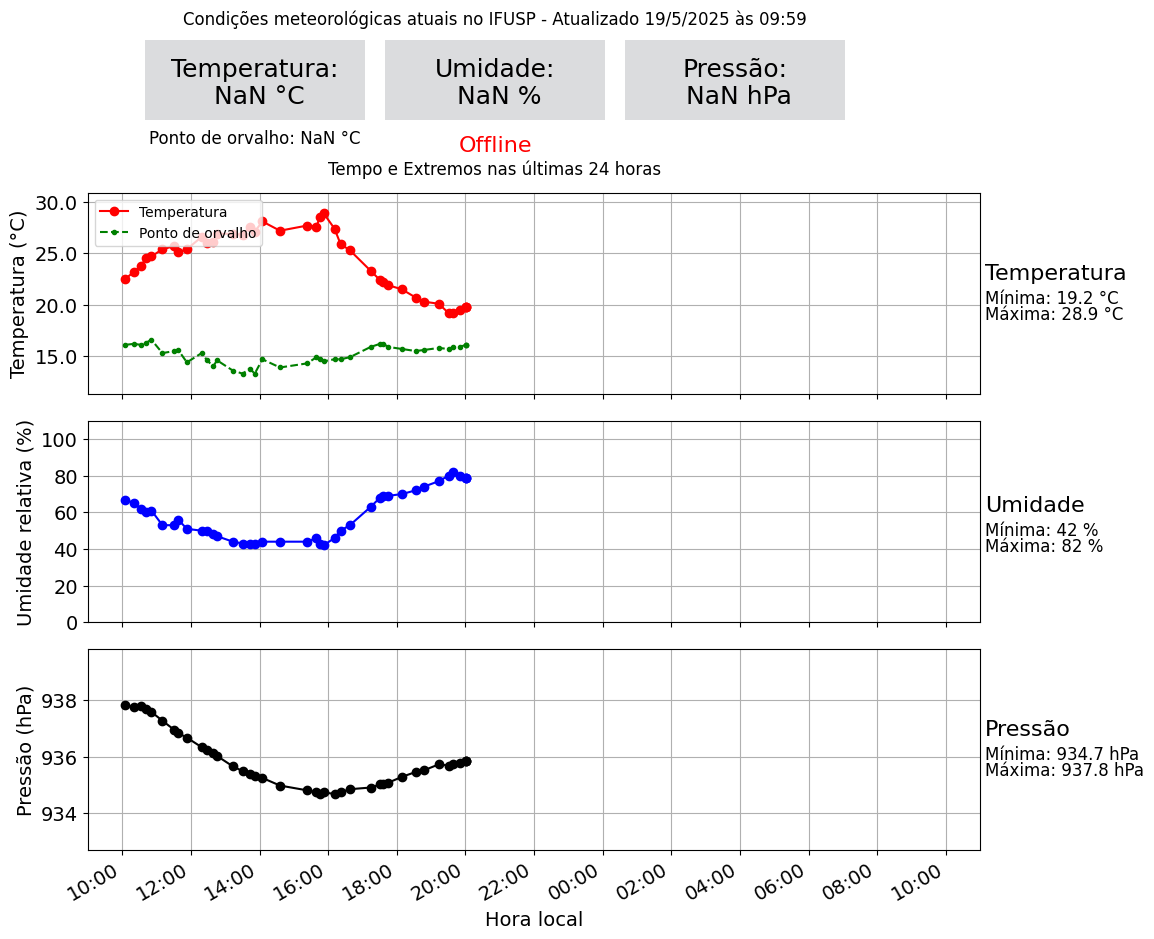 Condições meteorológicas atuais no IFUSP - Atualizado 19/5/2025 às 09:59
Temperatura:
NaN °C
Umidade:
NaN %
Pressão:
NaN hPa
Ponto de orvalho: NaN °C
Offline
Tempo e Extremos nas últimas 24 horas
Temperatura (°C)
30.0
25.0
20.0
15.0
Temperatura
Ponto de orvalho
Temperatura
Mínima: 19.2 °C
Máxima: 28.9 °C
Umidade relativa (%)
100
80
60
40
20
0
Umidade
Mínima: 42 %
Máxima: 82 %
Pressão (hPa)
938
936
934
Pressão
Mínima: 934.7 hPa
Máxima: 937.8 hPa
10:00
12:00
14:00
16:00
18:00
20:00
22:00
00:00
02:00
04:00
06:00
08:00
10:00
Hora local